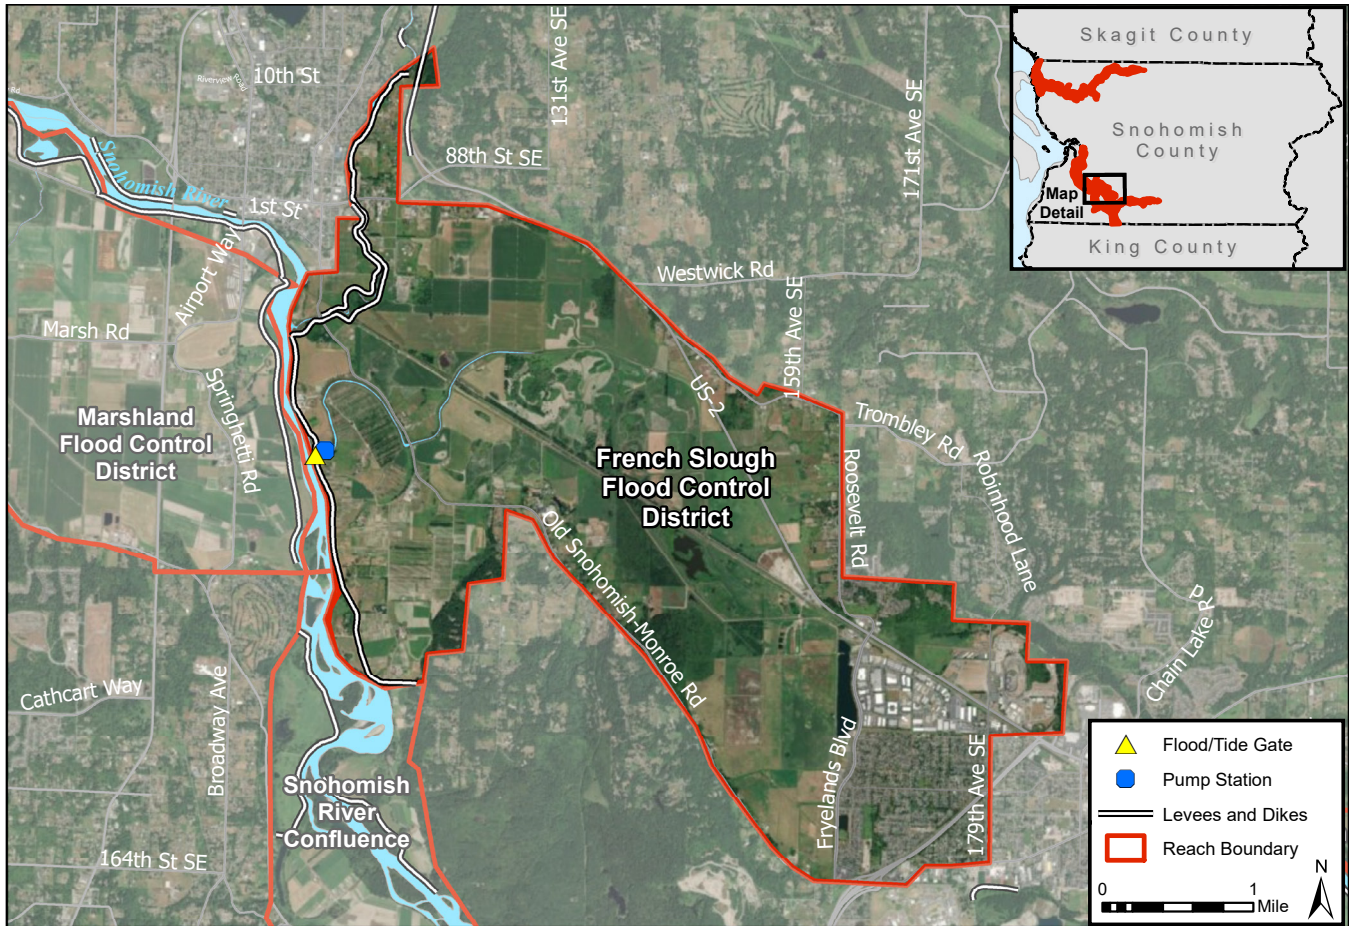 10th St
Riverview
Road
Rd
131st Ave SE
88th St SE
171st Ave SE
Snohomish River
1st St
Airport Way
Westwick Rd
159th Ave SE
Marsh Rd
Springhetti Rd
US-2
Marshland
Flood Control
District
Trombley Rd
Robinhood Lane
Roosevelt Rd
French Slough
Flood Control
District
Old Snohomish-Monroe Rd
Chain Lake R
d
Cathcart Way
Broadway Ave
Snohomish
River
Confluence
Fryelands Blvd
179th Ave SE
164th St SE
Skagit County
Snohomish
County
Map
Detail
King County
Flood/Tide Gate
Pump Station
Levees and Dikes
Reach Boundary
N
0 1
Mile